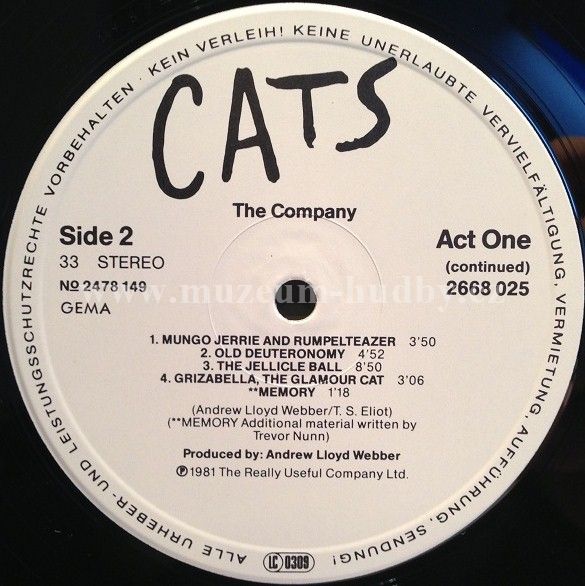 ALLE URHEBER- UND LEISTUNGSSCHUTZRECHTE VORBEHALTEN · KEIN VERLEIH! KEINE UNERLAUBTE VERVIELFÄLTIGUNG, VERMIETUNG, AUFFÜHRUNG, SENDUNG!
CATS
The Company
Side 2
Act One
33 STEREO
(continued)
No 2478 149
2668 025
GEMA
www.muzeum-hudby.cz
1. MUNGO JERRIE AND RUMPELTEAZER 3'50
2. OLD DEUTERONOMY 4'52
3. THE JELLICLE BALL 8'50
4. GRIZABELLA, THE GLAMOUR CAT 3'06
**MEMORY 1'18
(Andrew Lloyd Webber/T. S. Eliot)
(**MEMORY Additional material written by
Trevor Nunn)
Produced by: Andrew Lloyd Webber
℗1981 The Really Useful Company Ltd.
LC 0309